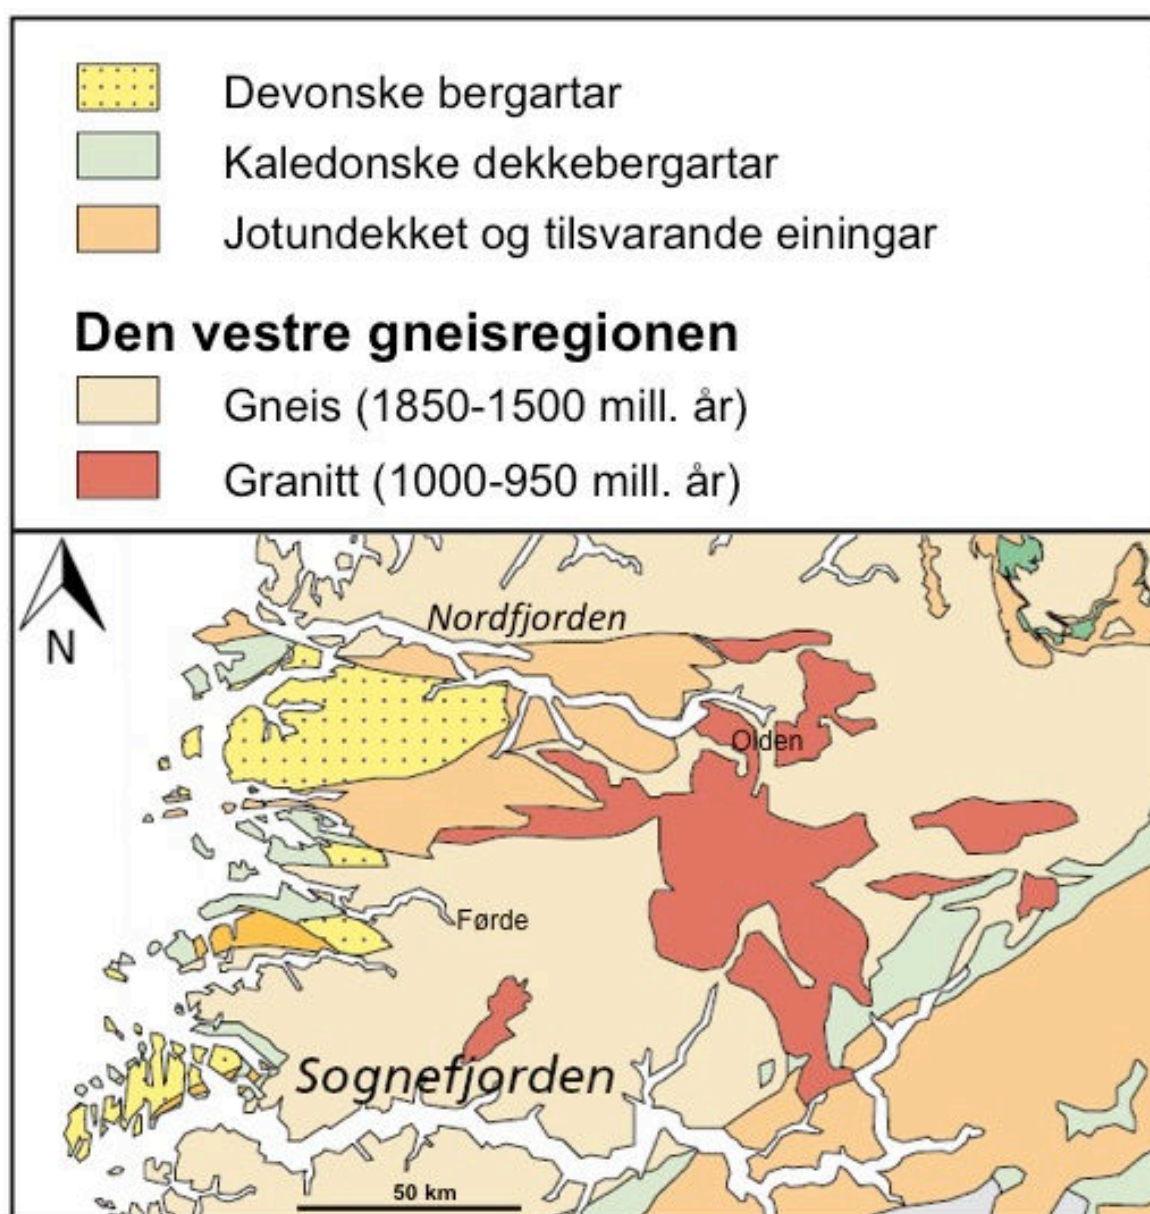 Devonske bergartar
Kaledonske dekkebergartar
Jotundekket og tilsvarande einingar
Den vestre gneisregionen
Gneis (1850-1500 mill. år)
Granitt (1000-950 mill. år)
N
Nordfjorden
Olden
Førde
Sognefjorden
50 km